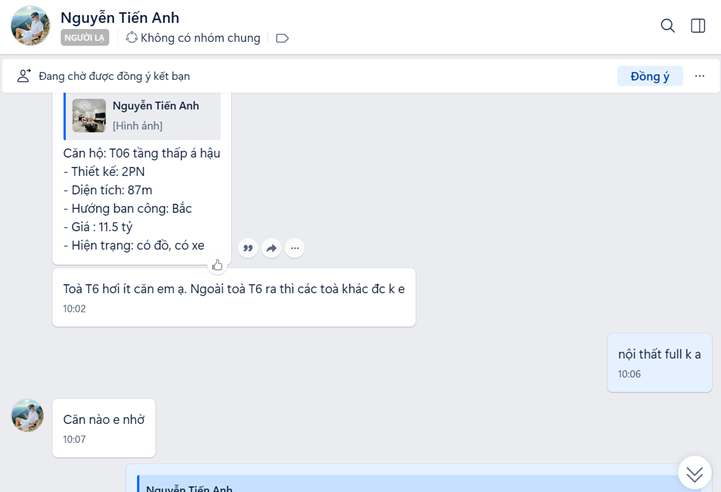 Nguyễn Tiến Anh
NGƯỜI LẠ
Không có nhóm chung
Đang chờ được đồng ý kết bạn
Đồng ý
Nguyễn Tiến Anh
[Hình ảnh]
Căn hộ: T06 tầng thấp á hậu
- Thiết kế: 2PN
- Diện tích: 87m
- Hướng ban công: Bắc
- Giá : 11.5 tỷ
- Hiện trạng: có đồ, có xe
Toà T6 hơi ít căn em ạ. Ngoài toà T6 ra thì các toà khác đc k e
10:02
nội thất full k a
10:06
Căn nào e nhờ
10:07
Nguyễn Tiến Anh